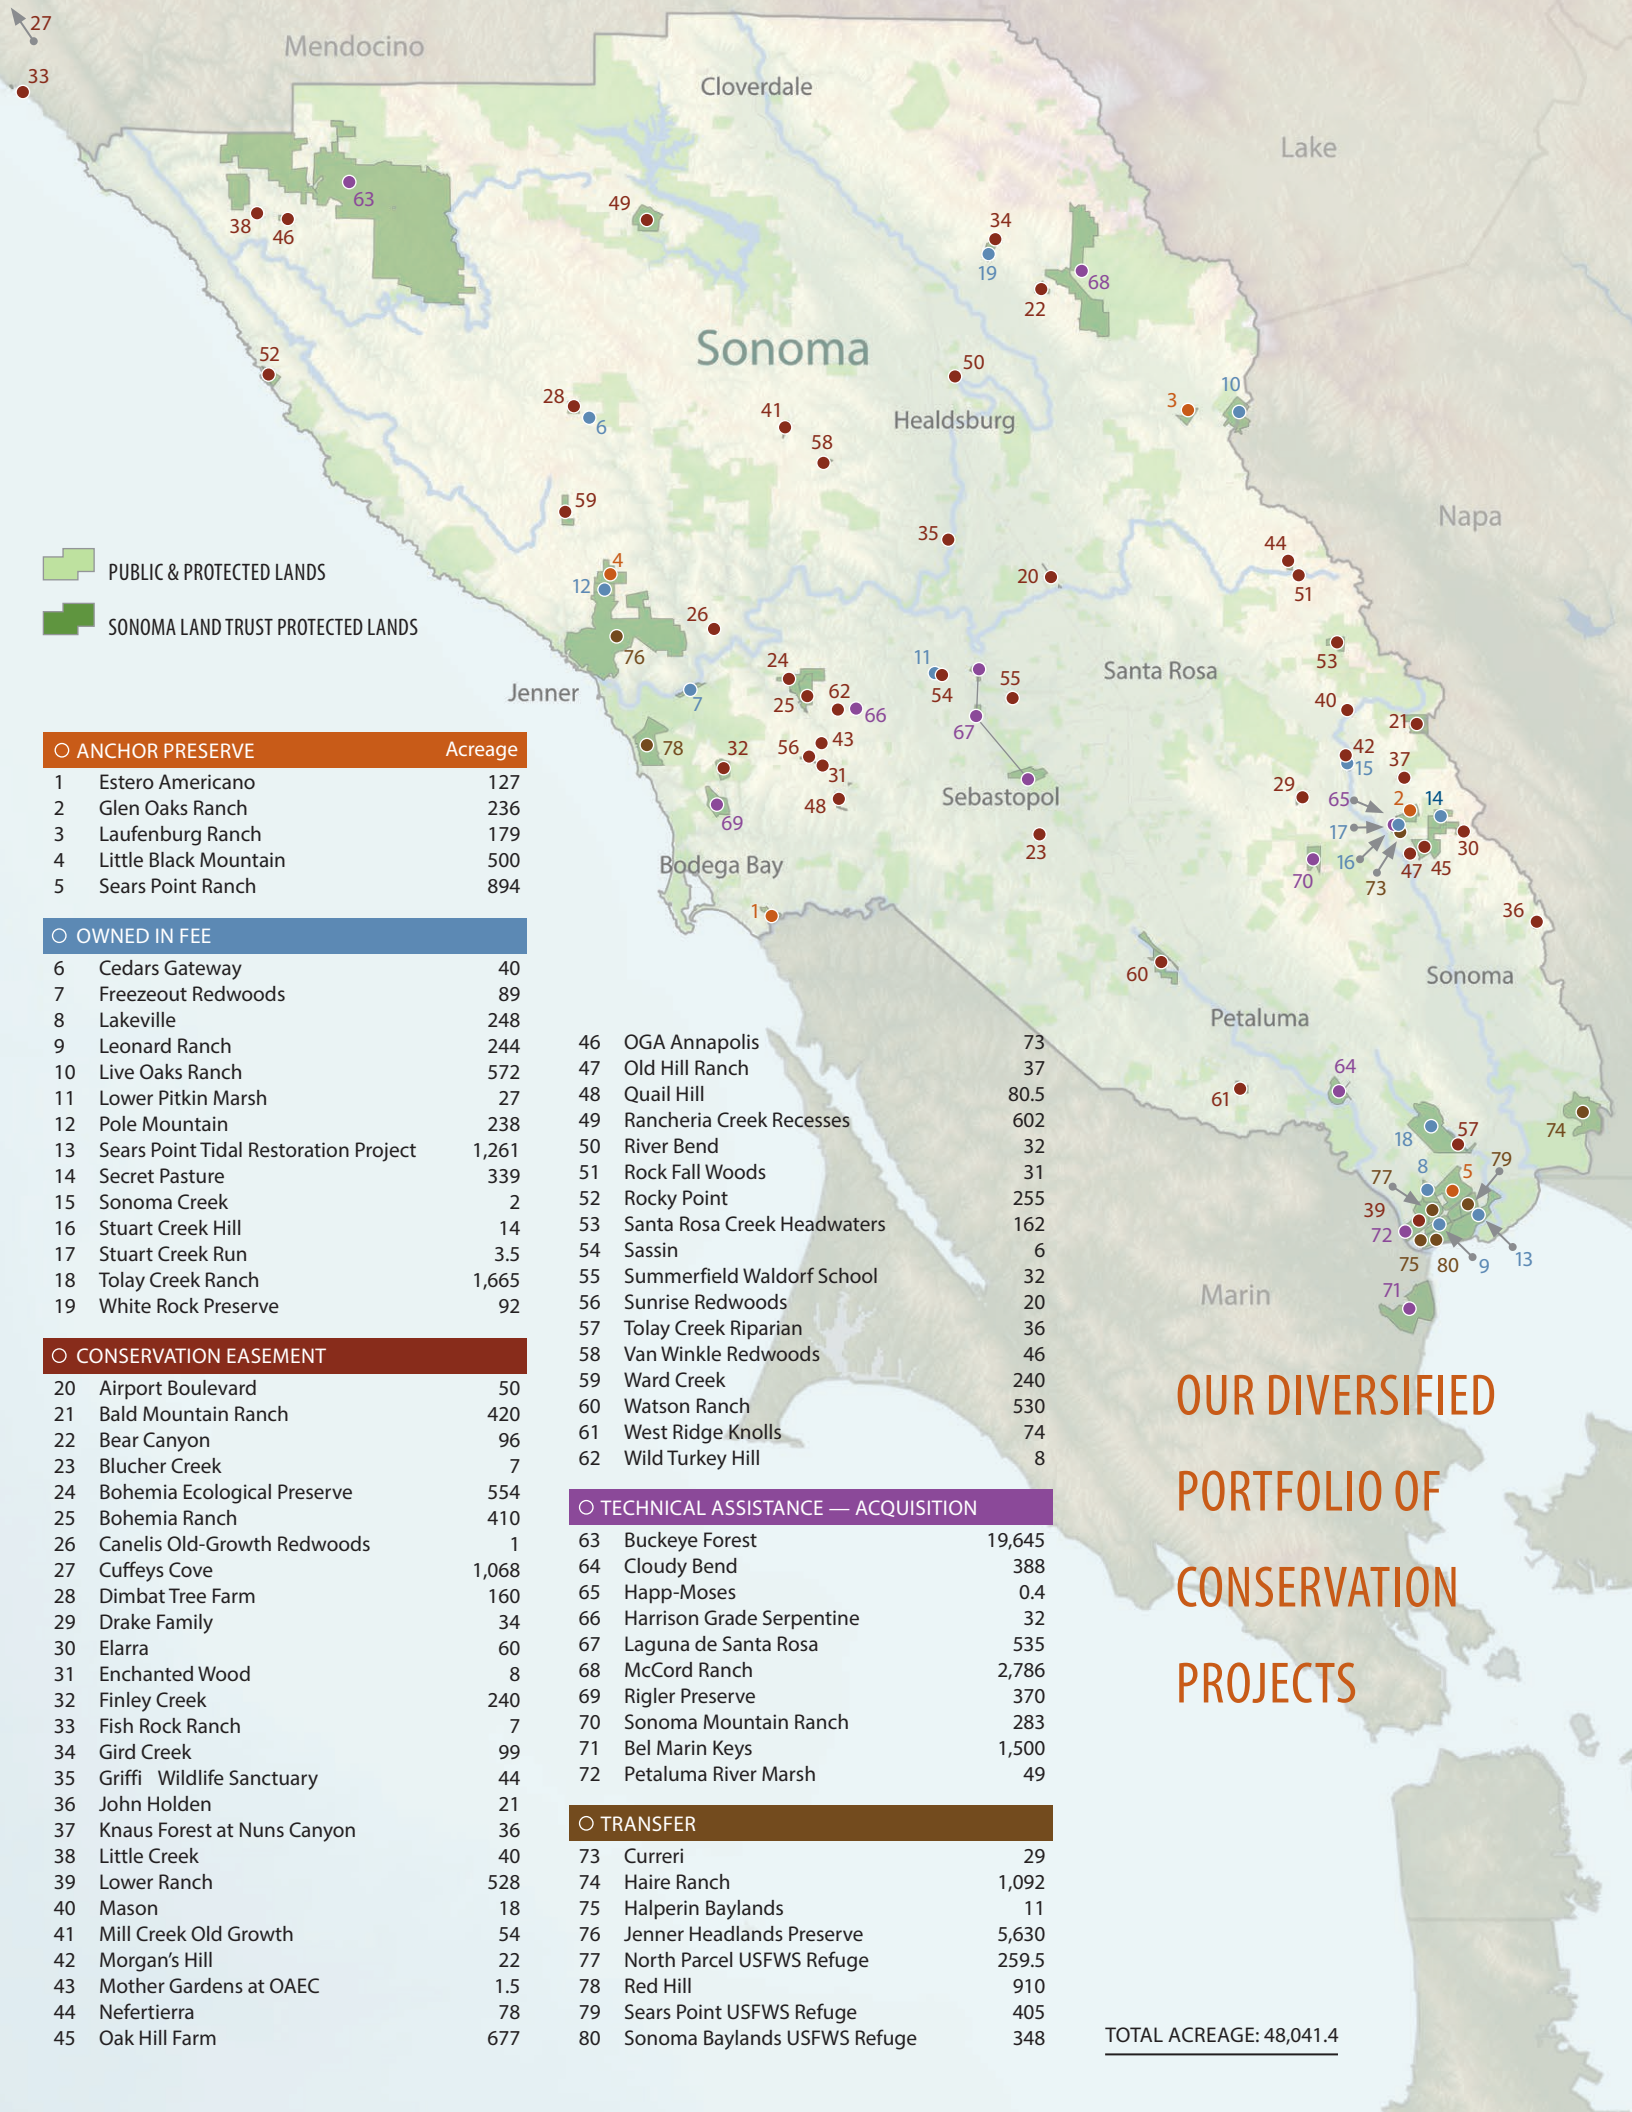 27
33
Mendocino
Cloverdale
Lake
63
38
46
49
34
19
68
22
Sonoma
52
50
28
6
41
Healdsburg
3
10
58
Napa
59
35
44
20
51
4
12
PUBLIC & PROTECTED LANDS
SONOMA LAND TRUST PROTECTED LANDS
26
76
24
11
54
55
Santa Rosa
53
Jenner
7
25
62
66
67
40
21
78
32
56
43
31
42
15
37
29
65
2
14
48
Sebastopol
69
17
16
30
23
47
45
70
73
Bodega Bay
1
36
60
Sonoma
Petaluma
64
61
18
57
74
8
5
79
77
39
72
75
80
9
13
71
Marin
ANCHOR PRESERVE Acreage
1 Estero Americano 127
2 Glen Oaks Ranch 236
3 Laufenburg Ranch 179
4 Little Black Mountain 500
5 Sears Point Ranch 894
OWNED IN FEE
6 Cedars Gateway 40
7 Freezeout Redwoods 89
8 Lakeville 248
9 Leonard Ranch 244
10 Live Oaks Ranch 572
11 Lower Pitkin Marsh 27
12 Pole Mountain 238
13 Sears Point Tidal Restoration Project 1,261
14 Secret Pasture 339
15 Sonoma Creek 2
16 Stuart Creek Hill 14
17 Stuart Creek Run 3.5
18 Tolay Creek Ranch 1,665
19 White Rock Preserve 92
CONSERVATION EASEMENT
20 Airport Boulevard 50
21 Bald Mountain Ranch 420
22 Bear Canyon 96
23 Blucher Creek 7
24 Bohemia Ecological Preserve 554
25 Bohemia Ranch 410
26 Canelis Old-Growth Redwoods 1
27 Cuffeys Cove 1,068
28 Dimbat Tree Farm 160
29 Drake Family 34
30 Elarra 60
31 Enchanted Wood 8
32 Finley Creek 240
33 Fish Rock Ranch 7
34 Gird Creek 99
35 Griffi Wildlife Sanctuary 44
36 John Holden 21
37 Knaus Forest at Nuns Canyon 36
38 Little Creek 40
39 Lower Ranch 528
40 Mason 18
41 Mill Creek Old Growth 54
42 Morgan's Hill 22
43 Mother Gardens at OAEC 1.5
44 Nefertierra 78
45 Oak Hill Farm 677
46 OGA Annapolis 73
47 Old Hill Ranch 37
48 Quail Hill 80.5
49 Rancheria Creek Recesses 602
50 River Bend 32
51 Rock Fall Woods 31
52 Rocky Point 255
53 Santa Rosa Creek Headwaters 162
54 Sassin 6
55 Summerfield Waldorf School 32
56 Sunrise Redwoods 20
57 Tolay Creek Riparian 36
58 Van Winkle Redwoods 46
59 Ward Creek 240
60 Watson Ranch 530
61 West Ridge Knolls 74
62 Wild Turkey Hill 8
TECHNICAL ASSISTANCE — ACQUISITION
63 Buckeye Forest 19,645
64 Cloudy Bend 388
65 Happ-Moses 0.4
66 Harrison Grade Serpentine 32
67 Laguna de Santa Rosa 535
68 McCord Ranch 2,786
69 Rigler Preserve 370
70 Sonoma Mountain Ranch 283
71 Bel Marin Keys 1,500
72 Petaluma River Marsh 49
TRANSFER
73 Curreri 29
74 Haire Ranch 1,092
75 Halperin Baylands 11
76 Jenner Headlands Preserve 5,630
77 North Parcel USFWS Refuge 259.5
78 Red Hill 910
79 Sears Point USFWS Refuge 405
80 Sonoma Baylands USFWS Refuge 348
OUR DIVERSIFIED
PORTFOLIO OF
CONSERVATION
PROJECTS
TOTAL ACREAGE: 48,041.4